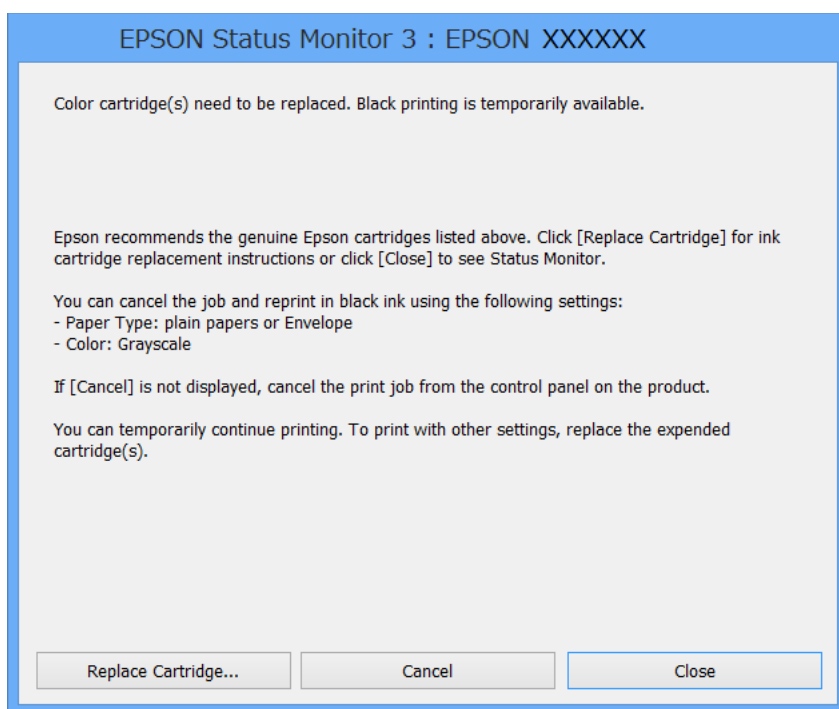 EPSON Status Monitor 3 : EPSON XXXXXX
Color cartridge(s) need to be replaced. Black printing is temporarily available.
Epson recommends the genuine Epson cartridges listed above. Click [Replace Cartridge] for ink
cartridge replacement instructions or click [Close] to see Status Monitor.
You can cancel the job and reprint in black ink using the following settings:
- Paper Type: plain papers or Envelope
- Color: Grayscale
If [Cancel] is not displayed, cancel the print job from the control panel on the product.
You can temporarily continue printing. To print with other settings, replace the expended
cartridge(s).
Replace Cartridge... Cancel Close